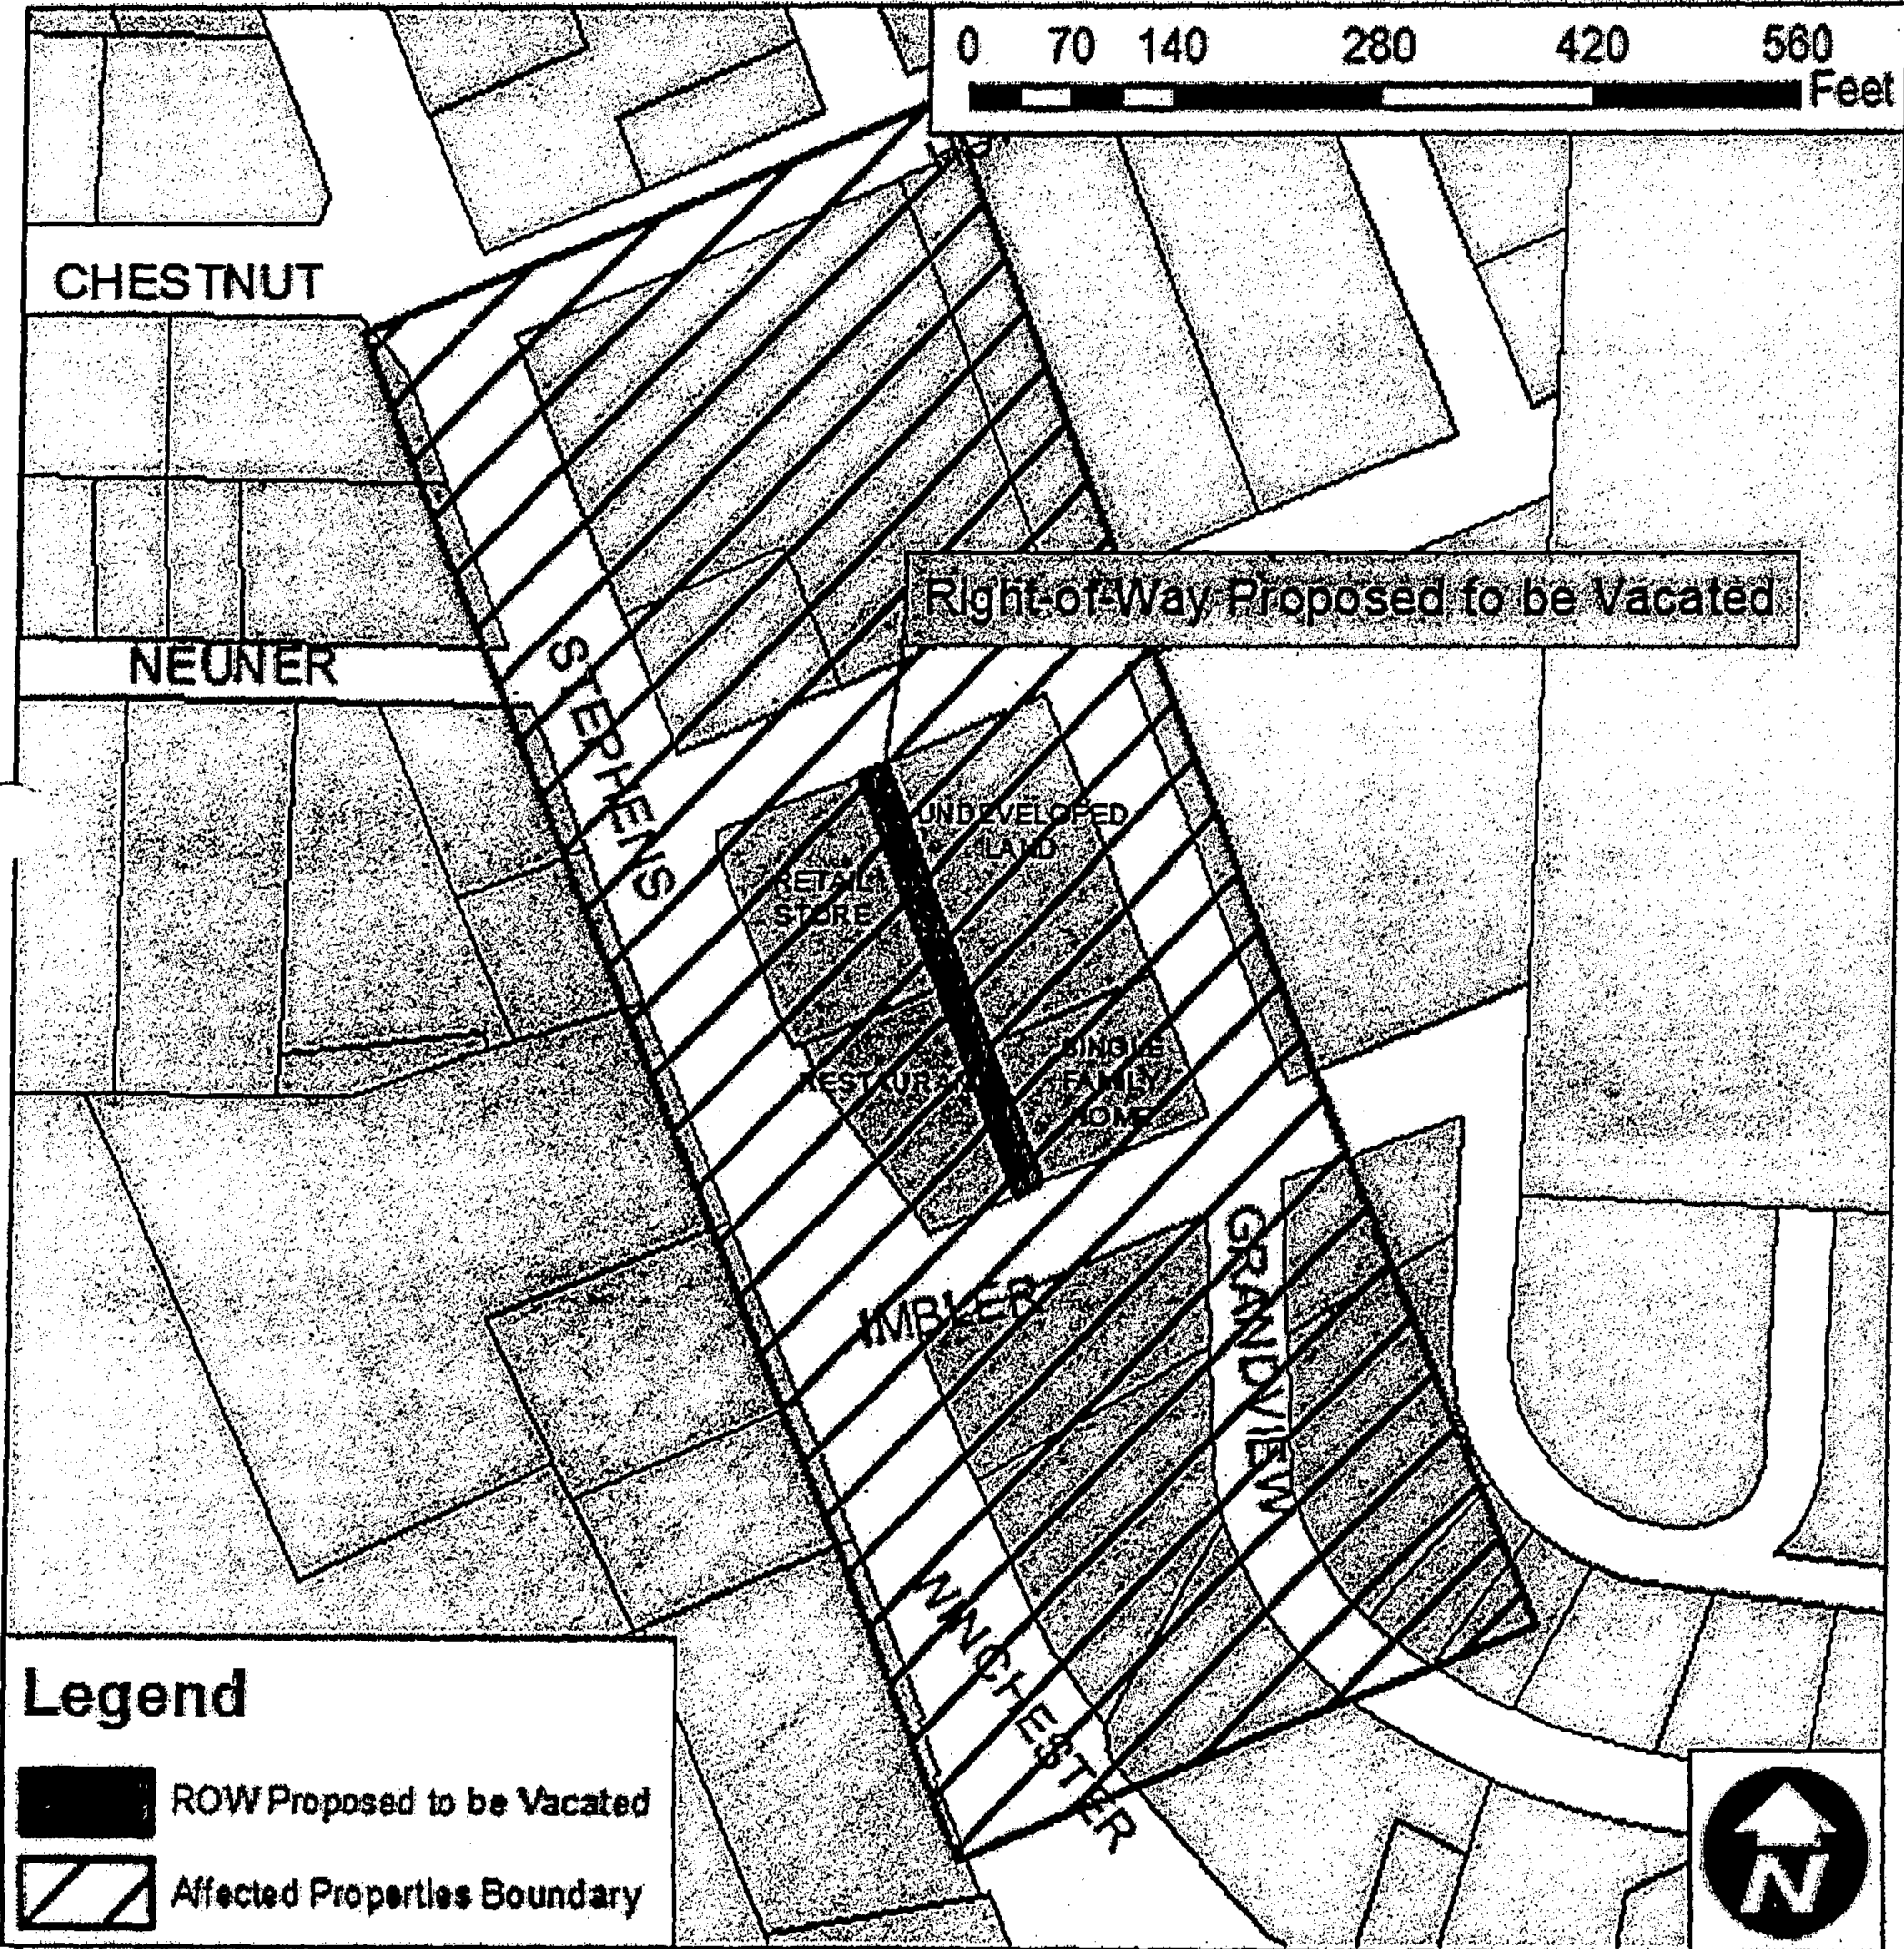 0 70 140 280 420 560
Feet
CHESTNUT
Right-of-Way Proposed to be Vacated
NEUNER
STEPHENS
UNDEVELOPED
LAND
RETAIL
STORE
SINGLE
FAMILY
HOME
RESTAURANT
GRANDVIEW
IMBLER
WINCHESTER
Legend
ROW Proposed to be Vacated
Affected Properties Boundary
N